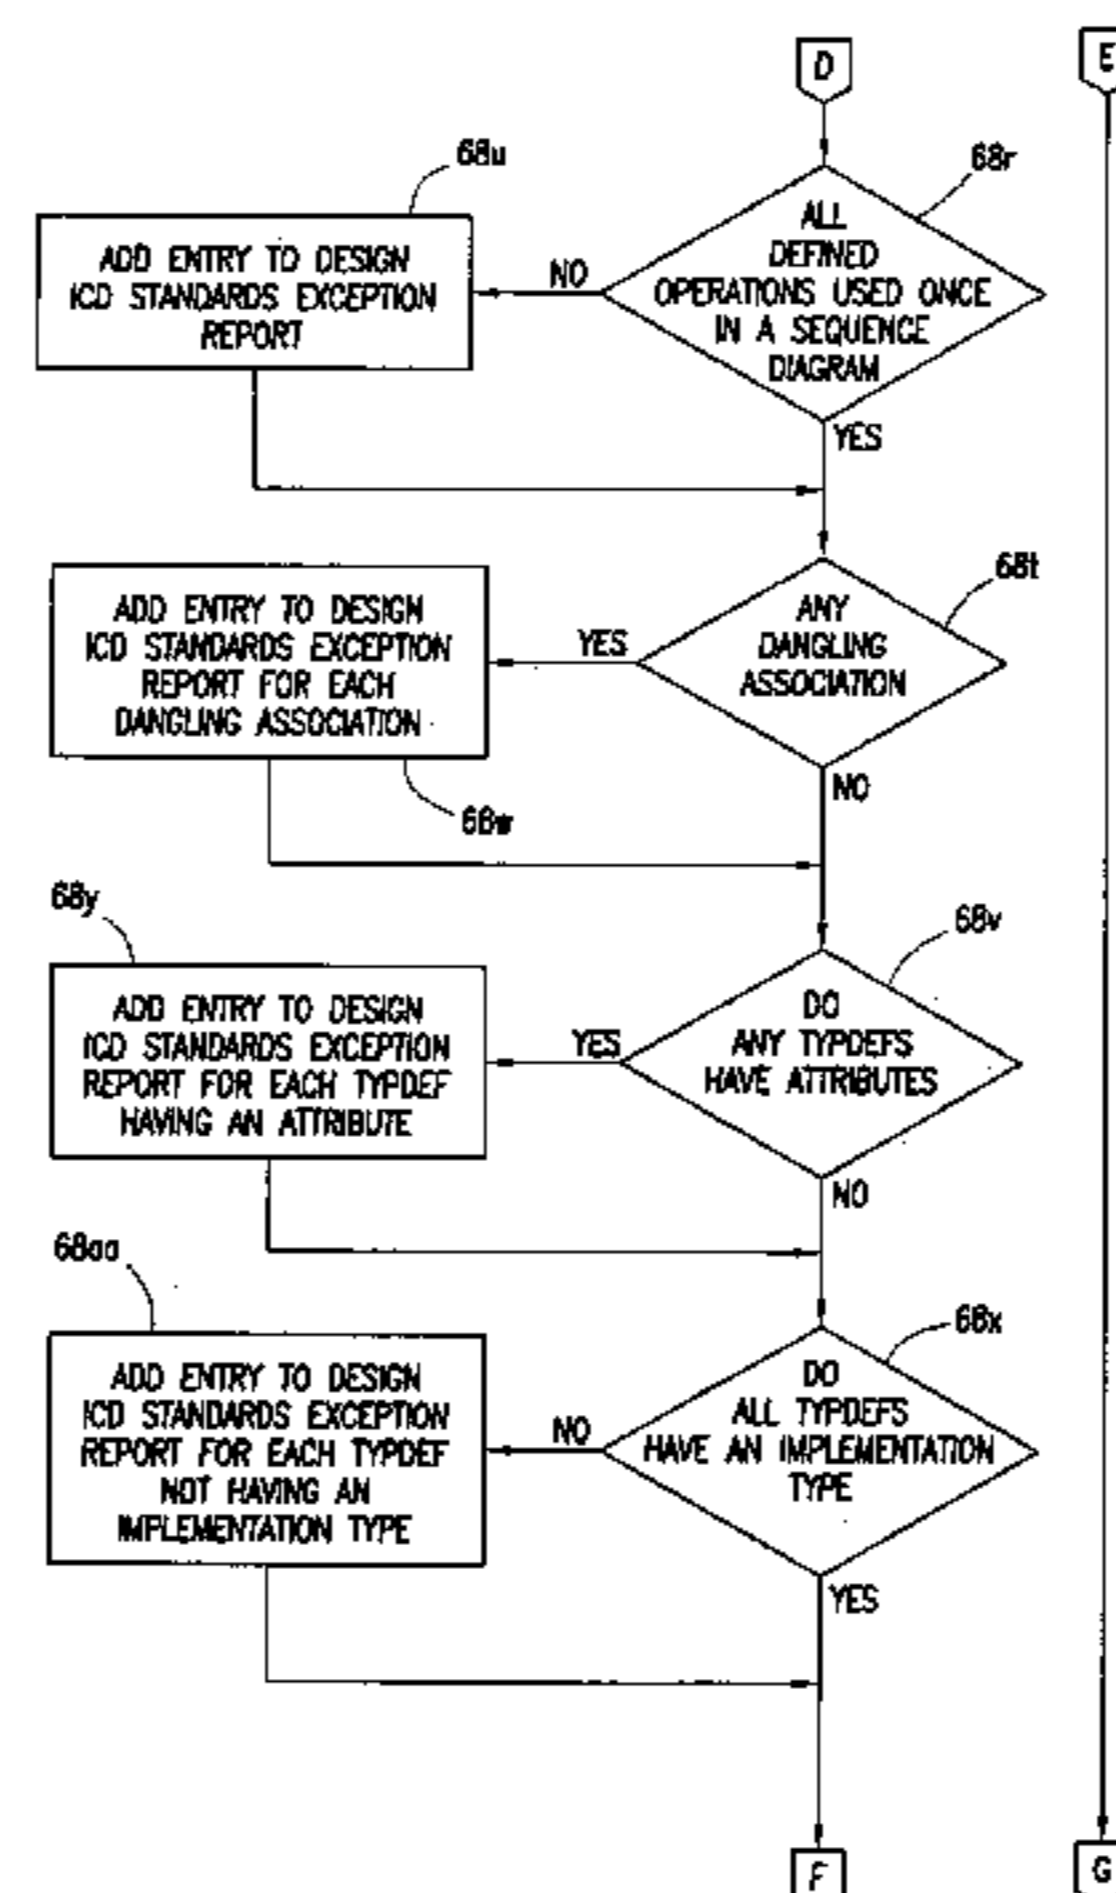 D
E
68u
68r
ADD ENTRY TO DESIGN
ICD STANDARDS EXCEPTION
REPORT
NO
ALL
DEFINED
OPERATIONS USED ONCE
IN A SEQUENCE
DIAGRAM
YES
68t
ADD ENTRY TO DESIGN
ICD STANDARDS EXCEPTION
REPORT FOR EACH
DANGLING ASSOCIATION
YES
ANY
DANGLING
ASSOCIATION
NO
68w
68y
68v
ADD ENTRY TO DESIGN
ICD STANDARDS EXCEPTION
REPORT FOR EACH TYPDEF
HAVING AN ATTRIBUTE
YES
DO
ANY TYPDEFS
HAVE ATTRIBUTES
NO
68aa
68x
ADD ENTRY TO DESIGN
ICD STANDARDS EXCEPTION
REPORT FOR EACH TYPDEF
NOT HAVING AN
IMPLEMENTATION TYPE
NO
DO
ALL TYPDEFS
HAVE AN IMPLEMENTATION
TYPE
YES
F
G